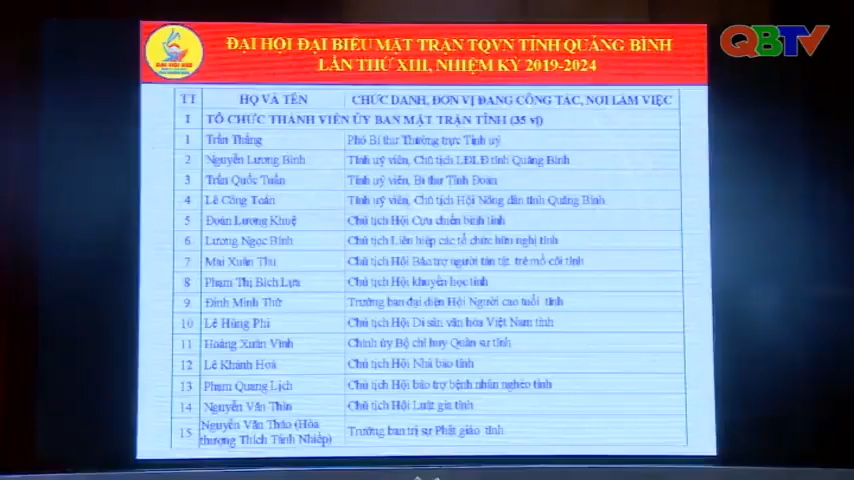 QBTV
ĐẠI HỘI ĐẠI BIỂU MẶT TRẬN TQVN TỈNH QUẢNG BÌNH
LẦN THỨ XIII, NHIỆM KỲ 2019-2024
TT HỌ VÀ TÊN CHỨC DANH, ĐƠN VỊ ĐANG CÔNG TÁC, NƠI LÀM VIỆC
I TỔ CHỨC THÀNH VIÊN ỦY BAN MẶT TRẬN TỈNH (35 vị)
1 Trần Thắng Phó Bí thư Thường trực Tỉnh uỷ
2 Nguyễn Lương Bình Tỉnh uỷ viên, Chủ tịch LĐLĐ tỉnh Quảng Bình
3 Trần Quốc Tuấn Tỉnh uỷ viên, Bí thư Tỉnh Đoàn
4 Lê Công Toán Tỉnh uỷ viên, Chủ tịch Hội Nông dân tỉnh Quảng Bình
5 Đoàn Lương Khuệ Chủ tịch Hội Cựu chiến binh tỉnh
6 Lương Ngọc Bính Chủ tịch Liên hiệp các tổ chức hữu nghị tỉnh
7 Mai Xuân Thu Chủ tịch Hội Bảo trợ người tàn tật, trẻ mồ côi tỉnh
8 Phạm Thị Bích Lựa Chủ tịch Hội khuyến học tỉnh
9 Đinh Minh Thử Trưởng ban đại diện Hội Người cao tuổi tỉnh
10 Lê Hùng Phi Chủ tịch Hội Di sản văn hóa Việt Nam tỉnh
11 Hoàng Xuân Vĩnh Chính ủy Bộ chỉ huy Quân sự tỉnh
12 Lê Khánh Hoà Chủ tịch Hội Nhà báo tỉnh
13 Phạm Quang Lịch Chủ tịch Hội bảo trợ bệnh nhân nghèo tỉnh
14 Nguyễn Văn Thìn Chủ tịch Hội Luật gia tỉnh
15 Nguyễn Văn Thảo (Hòa thượng Thích Tánh Nhiếp) Trưởng ban trị sự Phật giáo tỉnh